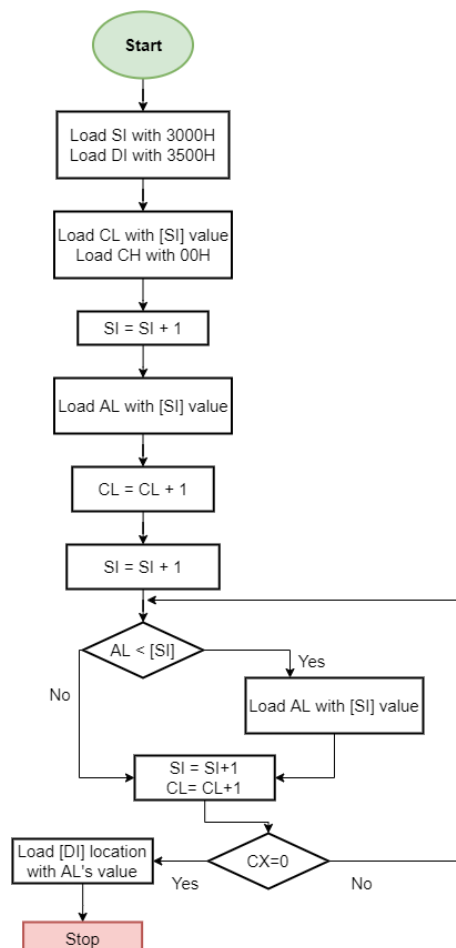 Start
Load SI with 3000H
Load DI with 3500H
Load CL with [SI] value
Load CH with 00H
SI = SI + 1
Load AL with [SI] value
CL = CL + 1
SI = SI + 1
AL < [SI]
Yes
No
Load AL with [SI] value
SI = SI+1
CL= CL+1
CX=0
Yes
No
Load [DI] location
with AL's value
Stop